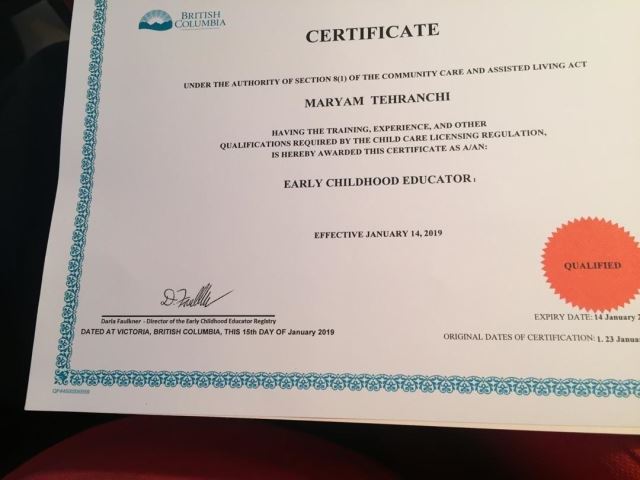 BRITISH
COLUMBIA
CERTIFICATE
UNDER THE AUTHORITY OF SECTION 8(1) OF THE COMMUNITY CARE AND ASSISTED LIVING ACT
MARYAM TEHRANCHI
HAVING THE TRAINING, EXPERIENCE, AND OTHER
QUALIFICATIONS REQUIRED BY THE CHILD CARE LICENSING REGULATION,
IS HEREBY AWARDED THIS CERTIFICATE AS A/AN:
EARLY CHILDHOOD EDUCATOR 1
EFFECTIVE JANUARY 14, 2019
QUALIFIED
Darla Faulkner - Director of the Early Childhood Educator Registry
DATED AT VICTORIA, BRITISH COLUMBIA, THIS 15th DAY OF January 2019
EXPIRY DATE: 14 January 2
ORIGINAL DATES OF CERTIFICATION: 1. 23 Janua